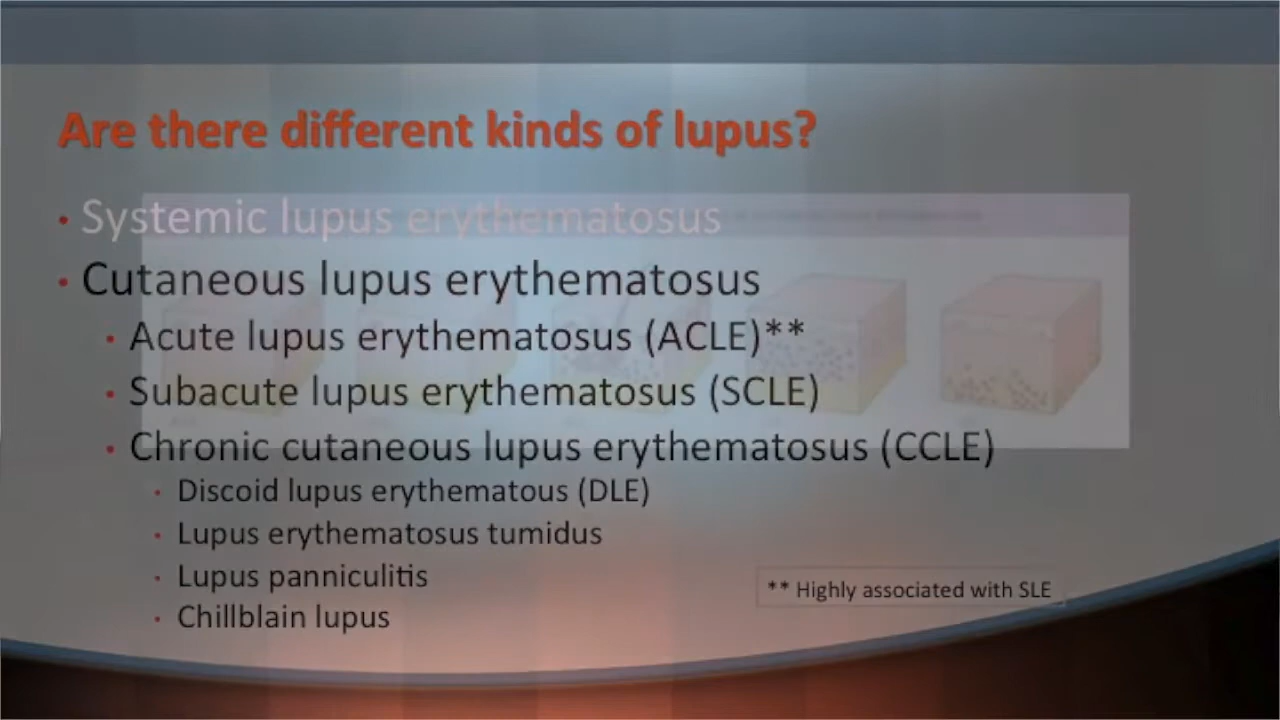 Are there different kinds of lupus?
• Systemic lupus erythematosus
• Cutaneous lupus erythematosus
• Acute lupus erythematosus (ACLE)**
• Subacute lupus erythematosus (SCLE)
• Chronic cutaneous lupus erythematosus (CCLE)
• Discoid lupus erythematous (DLE)
• Lupus erythematosus tumidus
• Lupus panniculitis
• Chillblain lupus
** Highly associated with SLE